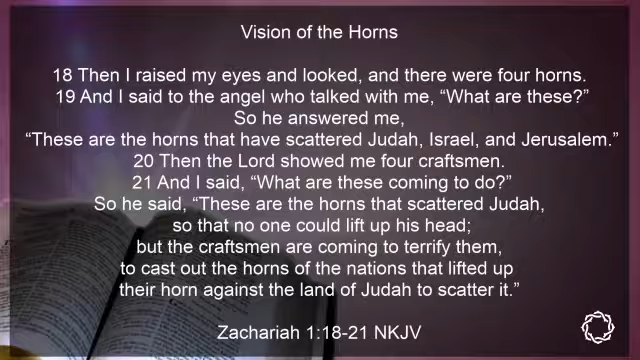 Vision of the Horns
18 Then I raised my eyes and looked, and there were four horns.
19 And I said to the angel who talked with me, “What are these?”
So he answered me,
“These are the horns that have scattered Judah, Israel, and Jerusalem.”
20 Then the Lord showed me four craftsmen.
21 And I said, “What are these coming to do?”
So he said, “These are the horns that scattered Judah,
so that no one could lift up his head;
but the craftsmen are coming to terrify them,
to cast out the horns of the nations that lifted up
their horn against the land of Judah to scatter it.”
Zachariah 1:18-21 NKJV